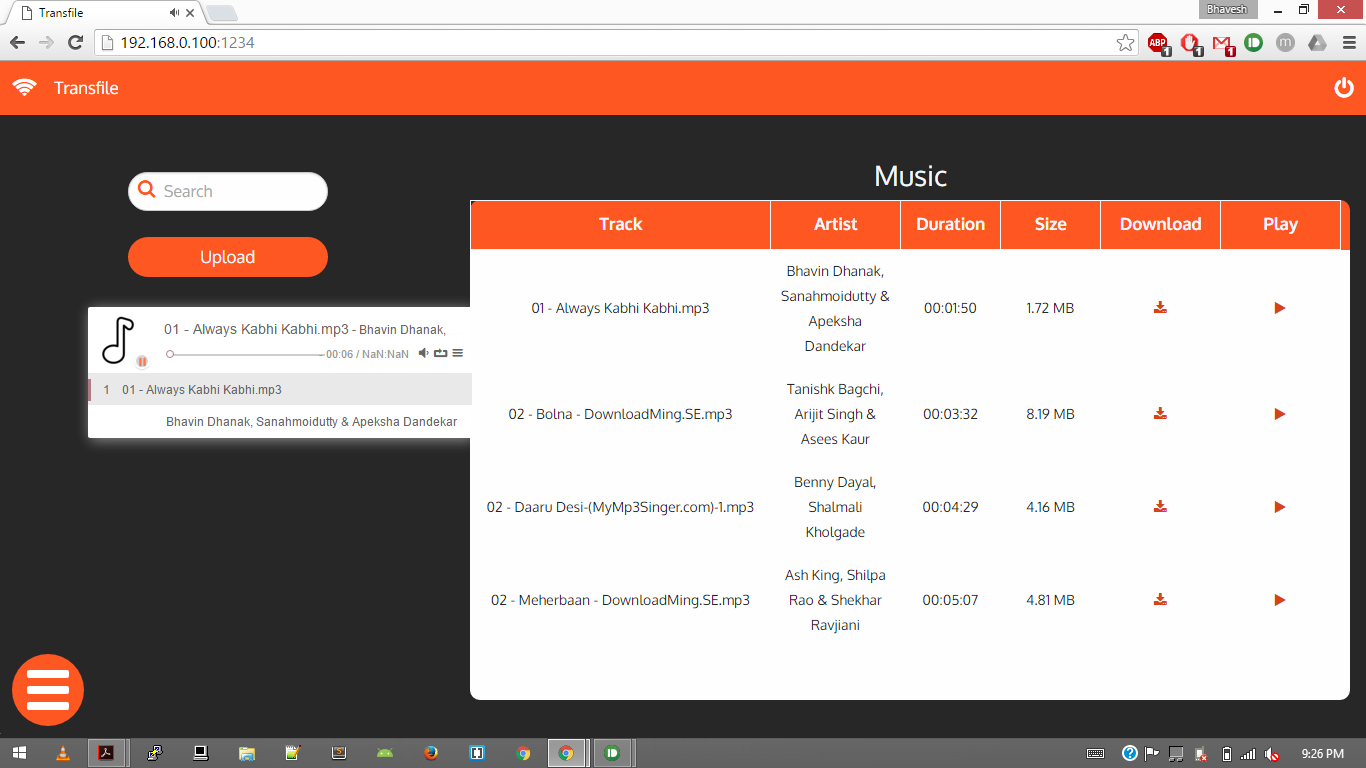 Transfile
Bhavesh
192.168.0.100:1234
ABP
1
1
1
m
Transfile
Search
Upload
01 - Always Kabhi Kabhi.mp3 - Bhavin Dhanak,
00:06 / NaN:NaN
1 01 - Always Kabhi Kabhi.mp3
Bhavin Dhanak, Sanahmoidutty & Apeksha Dandekar
Music
Track Artist Duration Size Download Play
Bhavin Dhanak,
Sanahmoidutty &
01 - Always Kabhi Kabhi.mp3 00:01:50 1.72 MB
Apeksha
Dandekar
Tanishk Bagchi,
02 - Bolna - DownloadMing.SE.mp3 Arijit Singh & 00:03:32 8.19 MB
Asees Kaur
Benny Dayal,
02 - Daaru Desi-(MyMp3Singer.com)-1.mp3 Shalmali 00:04:29 4.16 MB
Kholgade
Ash King, Shilpa
02 - Meherbaan - DownloadMing.SE.mp3 Rao & Shekhar 00:05:07 4.81 MB
Ravjiani
9:26 PM